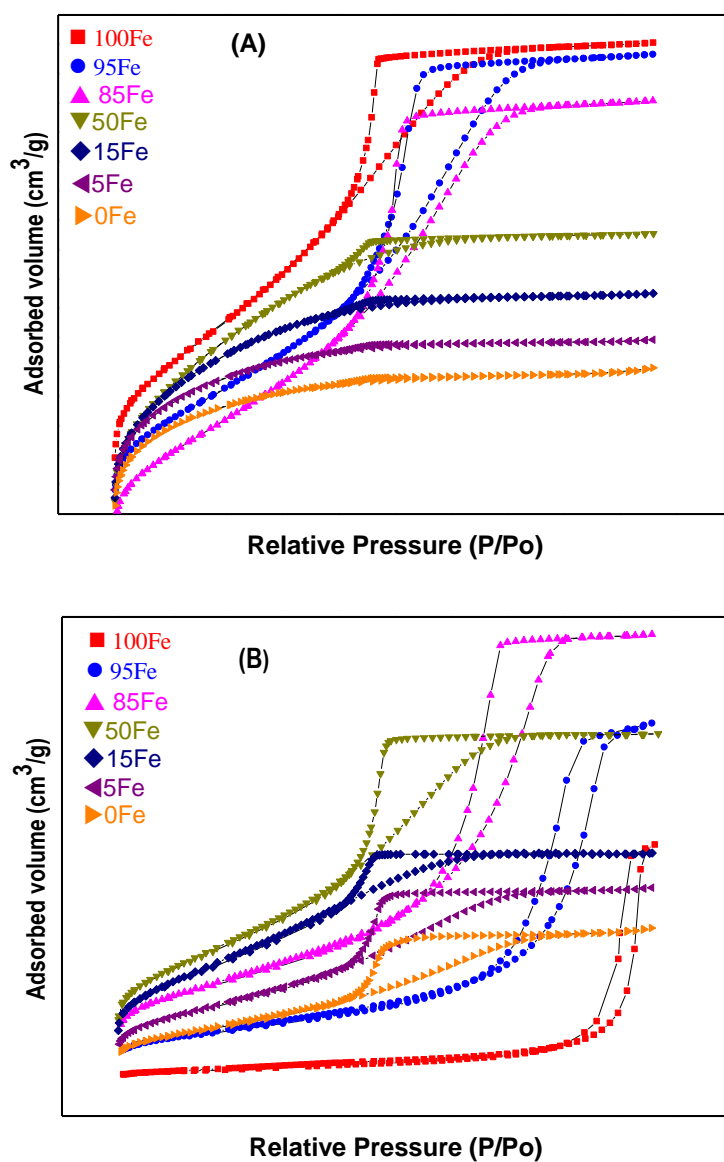 (A)
100Fe
95Fe
85Fe
50Fe
15Fe
5Fe
0Fe
Adsorbed volume (cm³/g)
Relative Pressure (P/Po)
(B)
100Fe
95Fe
85Fe
50Fe
15Fe
5Fe
0Fe
Adsorbed volume (cm³/g)
Relative Pressure (P/Po)